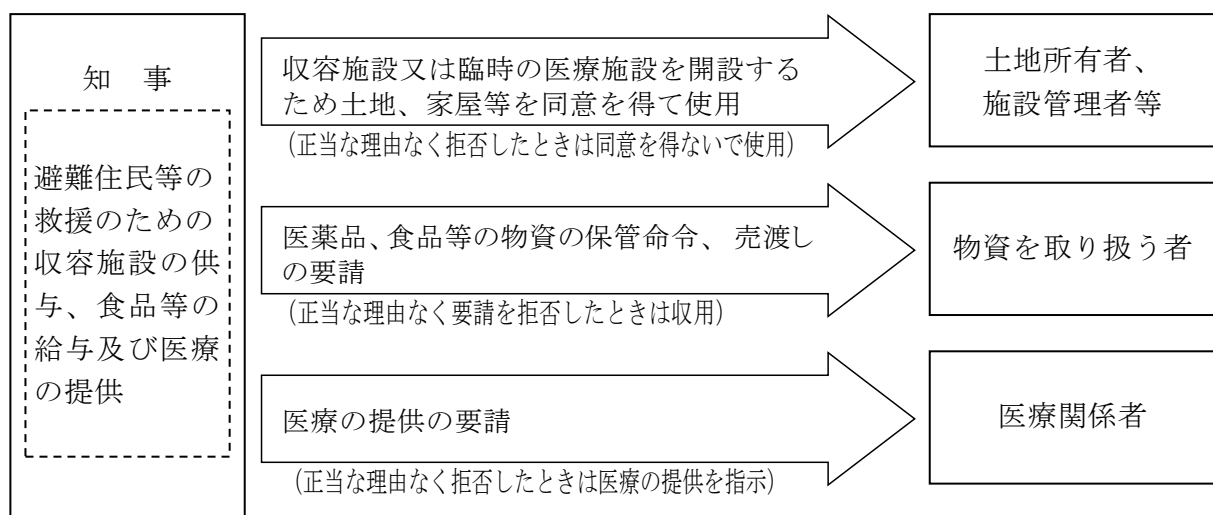 知 事
避難住民等の
救援のための
収容施設の供
与、食品等の
給与及び医療
の提供
収容施設又は臨時の医療施設を開設する
ため土地、家屋等を同意を得て使用
(正当な理由なく拒否したときは同意を得ないで使用)
土地所有者、
施設管理者等
医薬品、食品等の物資の保管命令、売渡し
の要請
(正当な理由なく要請を拒否したときは収用)
物資を取り扱う者
医療の提供の要請
(正当な理由なく拒否したときは医療の提供を指示)
医療関係者